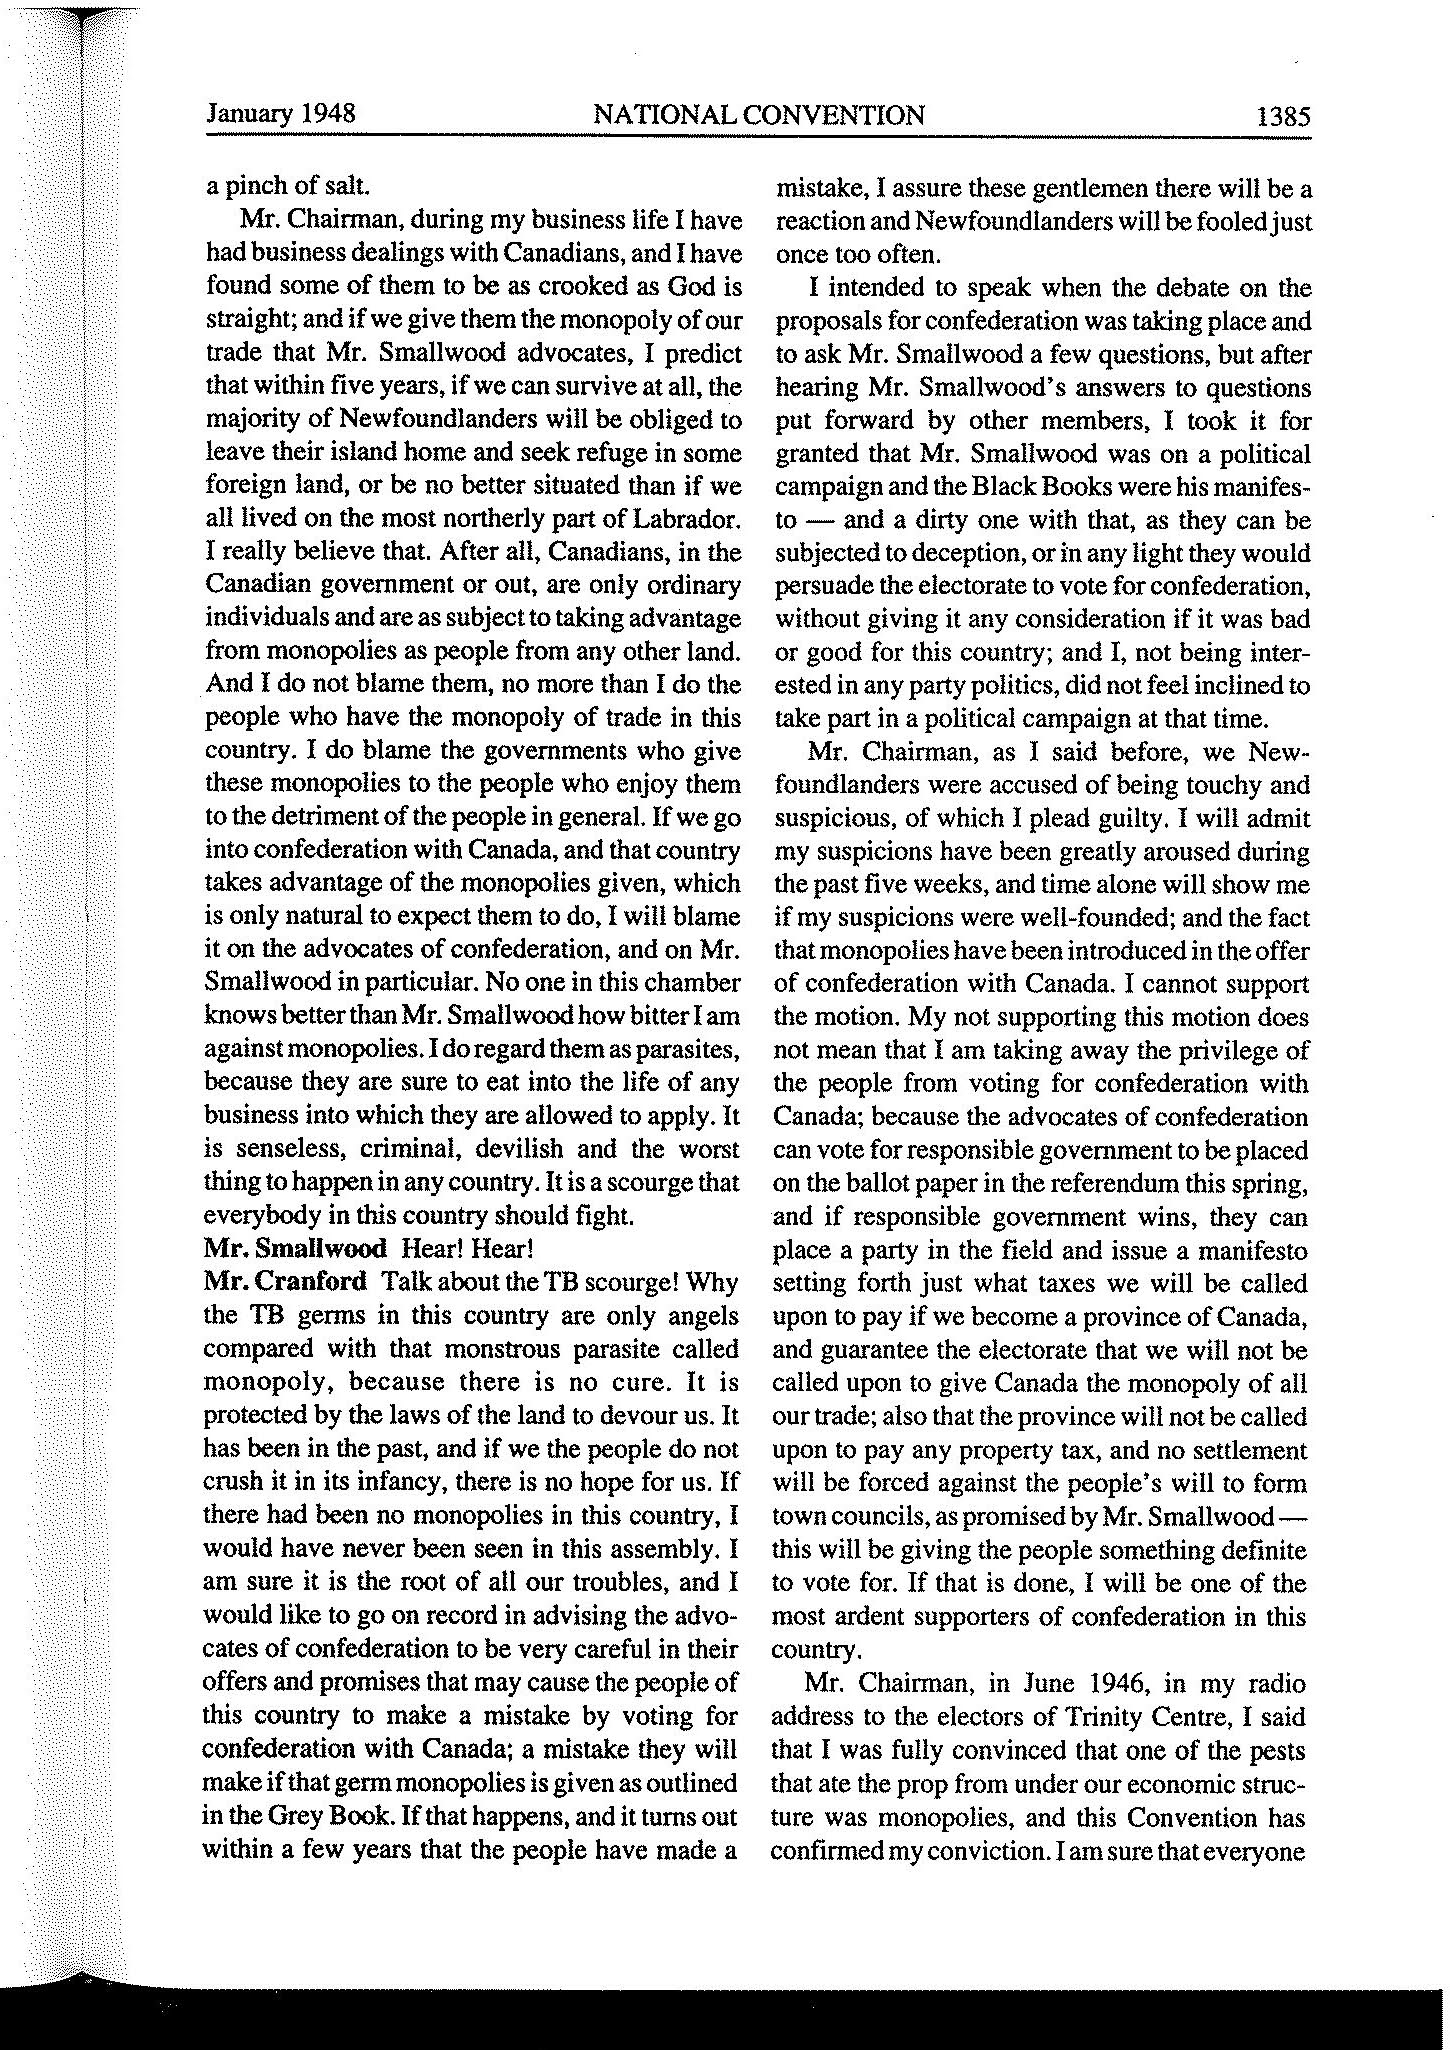 January 1948 NATIONAL CONVENTION 1385
a pinch of salt.
Mr. Chairman, during my business life I have
had business dealings with Canadians, and I have
found some of them to be as crooked as God is
straight; and if we give them the monopoly of our
trade that Mr. Smallwood advocates, I predict
that within five years, if we can survive at all, the
majority of Newfoundlanders will be obliged to
leave their island home and seek refuge in some
foreign land, or be no better situated than if we
all lived on the most northerly part of Labrador.
I really believe that. After all, Canadians, in the
Canadian government or out, are only ordinary
individuals and are as subject to taking advantage
from monopolies as people from any other land.
And I do not blame them, no more than I do the
people who have the monopoly of trade in this
country. I do blame the governments who give
these monopolies to the people who enjoy them
to the detriment of the people in general. If we go
into confederation with Canada, and that country
takes advantage of the monopolies given, which
is only natural to expect them to do, I will blame
it on the advocates of confederation, and on Mr.
Smallwood in particular. No one in this chamber
knows better than Mr. Smallwood how bitter I am
against monopolies. I do regard them as parasites,
because they are sure to eat into the life of any
business into which they are allowed to apply. It
is senseless, criminal, devilish and the worst
thing to happen in any country. It is a scourge that
everybody in this country should fight.
Mr. Smallwood Hear! Hear!
Mr. Cranford Talk about the TB scourge! Why
the TB germs in this country are only angels
compared with that monstrous parasite called
monopoly, because there is no cure. It is
protected by the laws of the land to devour us. It
has been in the past, and if we the people do not
crush it in its infancy, there is no hope for us. If
there had been no monopolies in this country, I
would have never been seen in this assembly. I
am sure it is the root of all our troubles, and I
would like to go on record in advising the advo-
cates of confederation to be very careful in their
offers and promises that may cause the people of
this country to make a mistake by voting for
confederation with Canada; a mistake they will
make if that germ monopolies is given as outlined
in the Grey Book. If that happens, and it turns out
within a few years that the people have made a
mistake, I assure these gentlemen there will be a
reaction and Newfoundlanders will be fooled just
once too often.
I intended to speak when the debate on the
proposals for confederation was taking place and
to ask Mr. Smallwood a few questions, but after
hearing Mr. Smallwood's answers to questions
put forward by other members, I took it for
granted that Mr. Smallwood was on a political
campaign and the Black Books were his manifes-
to — and a dirty one with that, as they can be
subjected to deception, or in any light they would
persuade the electorate to vote for confederation,
without giving it any consideration if it was bad
or good for this country; and I, not being inter-
ested in any party politics, did not feel inclined to
take part in a political campaign at that time.
Mr. Chairman, as I said before, we New-
foundlanders were accused of being touchy and
suspicious, of which I plead guilty. I will admit
my suspicions have been greatly aroused during
the past five weeks, and time alone will show me
if my suspicions were well-founded; and the fact
that monopolies have been introduced in the offer
of confederation with Canada. I cannot support
the motion. My not supporting this motion does
not mean that I am taking away the privilege of
the people from voting for confederation with
Canada; because the advocates of confederation
can vote for responsible government to be placed
on the ballot paper in the referendum this spring,
and if responsible government wins, they can
place a party in the field and issue a manifesto
setting forth just what taxes we will be called
upon to pay if we become a province of Canada,
and guarantee the electorate that we will not be
called upon to give Canada the monopoly of all
our trade; also that the province will not be called
upon to pay any property tax, and no settlement
will be forced against the people's will to form
town councils, as promised by Mr. Smallwood —
this will be giving the people something definite
to vote for. If that is done, I will be one of the
most ardent supporters of confederation in this
country.
Mr. Chairman, in June 1946, in my radio
address to the electors of Trinity Centre, I said
that I was fully convinced that one of the pests
that ate the prop from under our economic struc-
ture was monopolies, and this Convention has
confirmed my conviction. I am sure that everyone